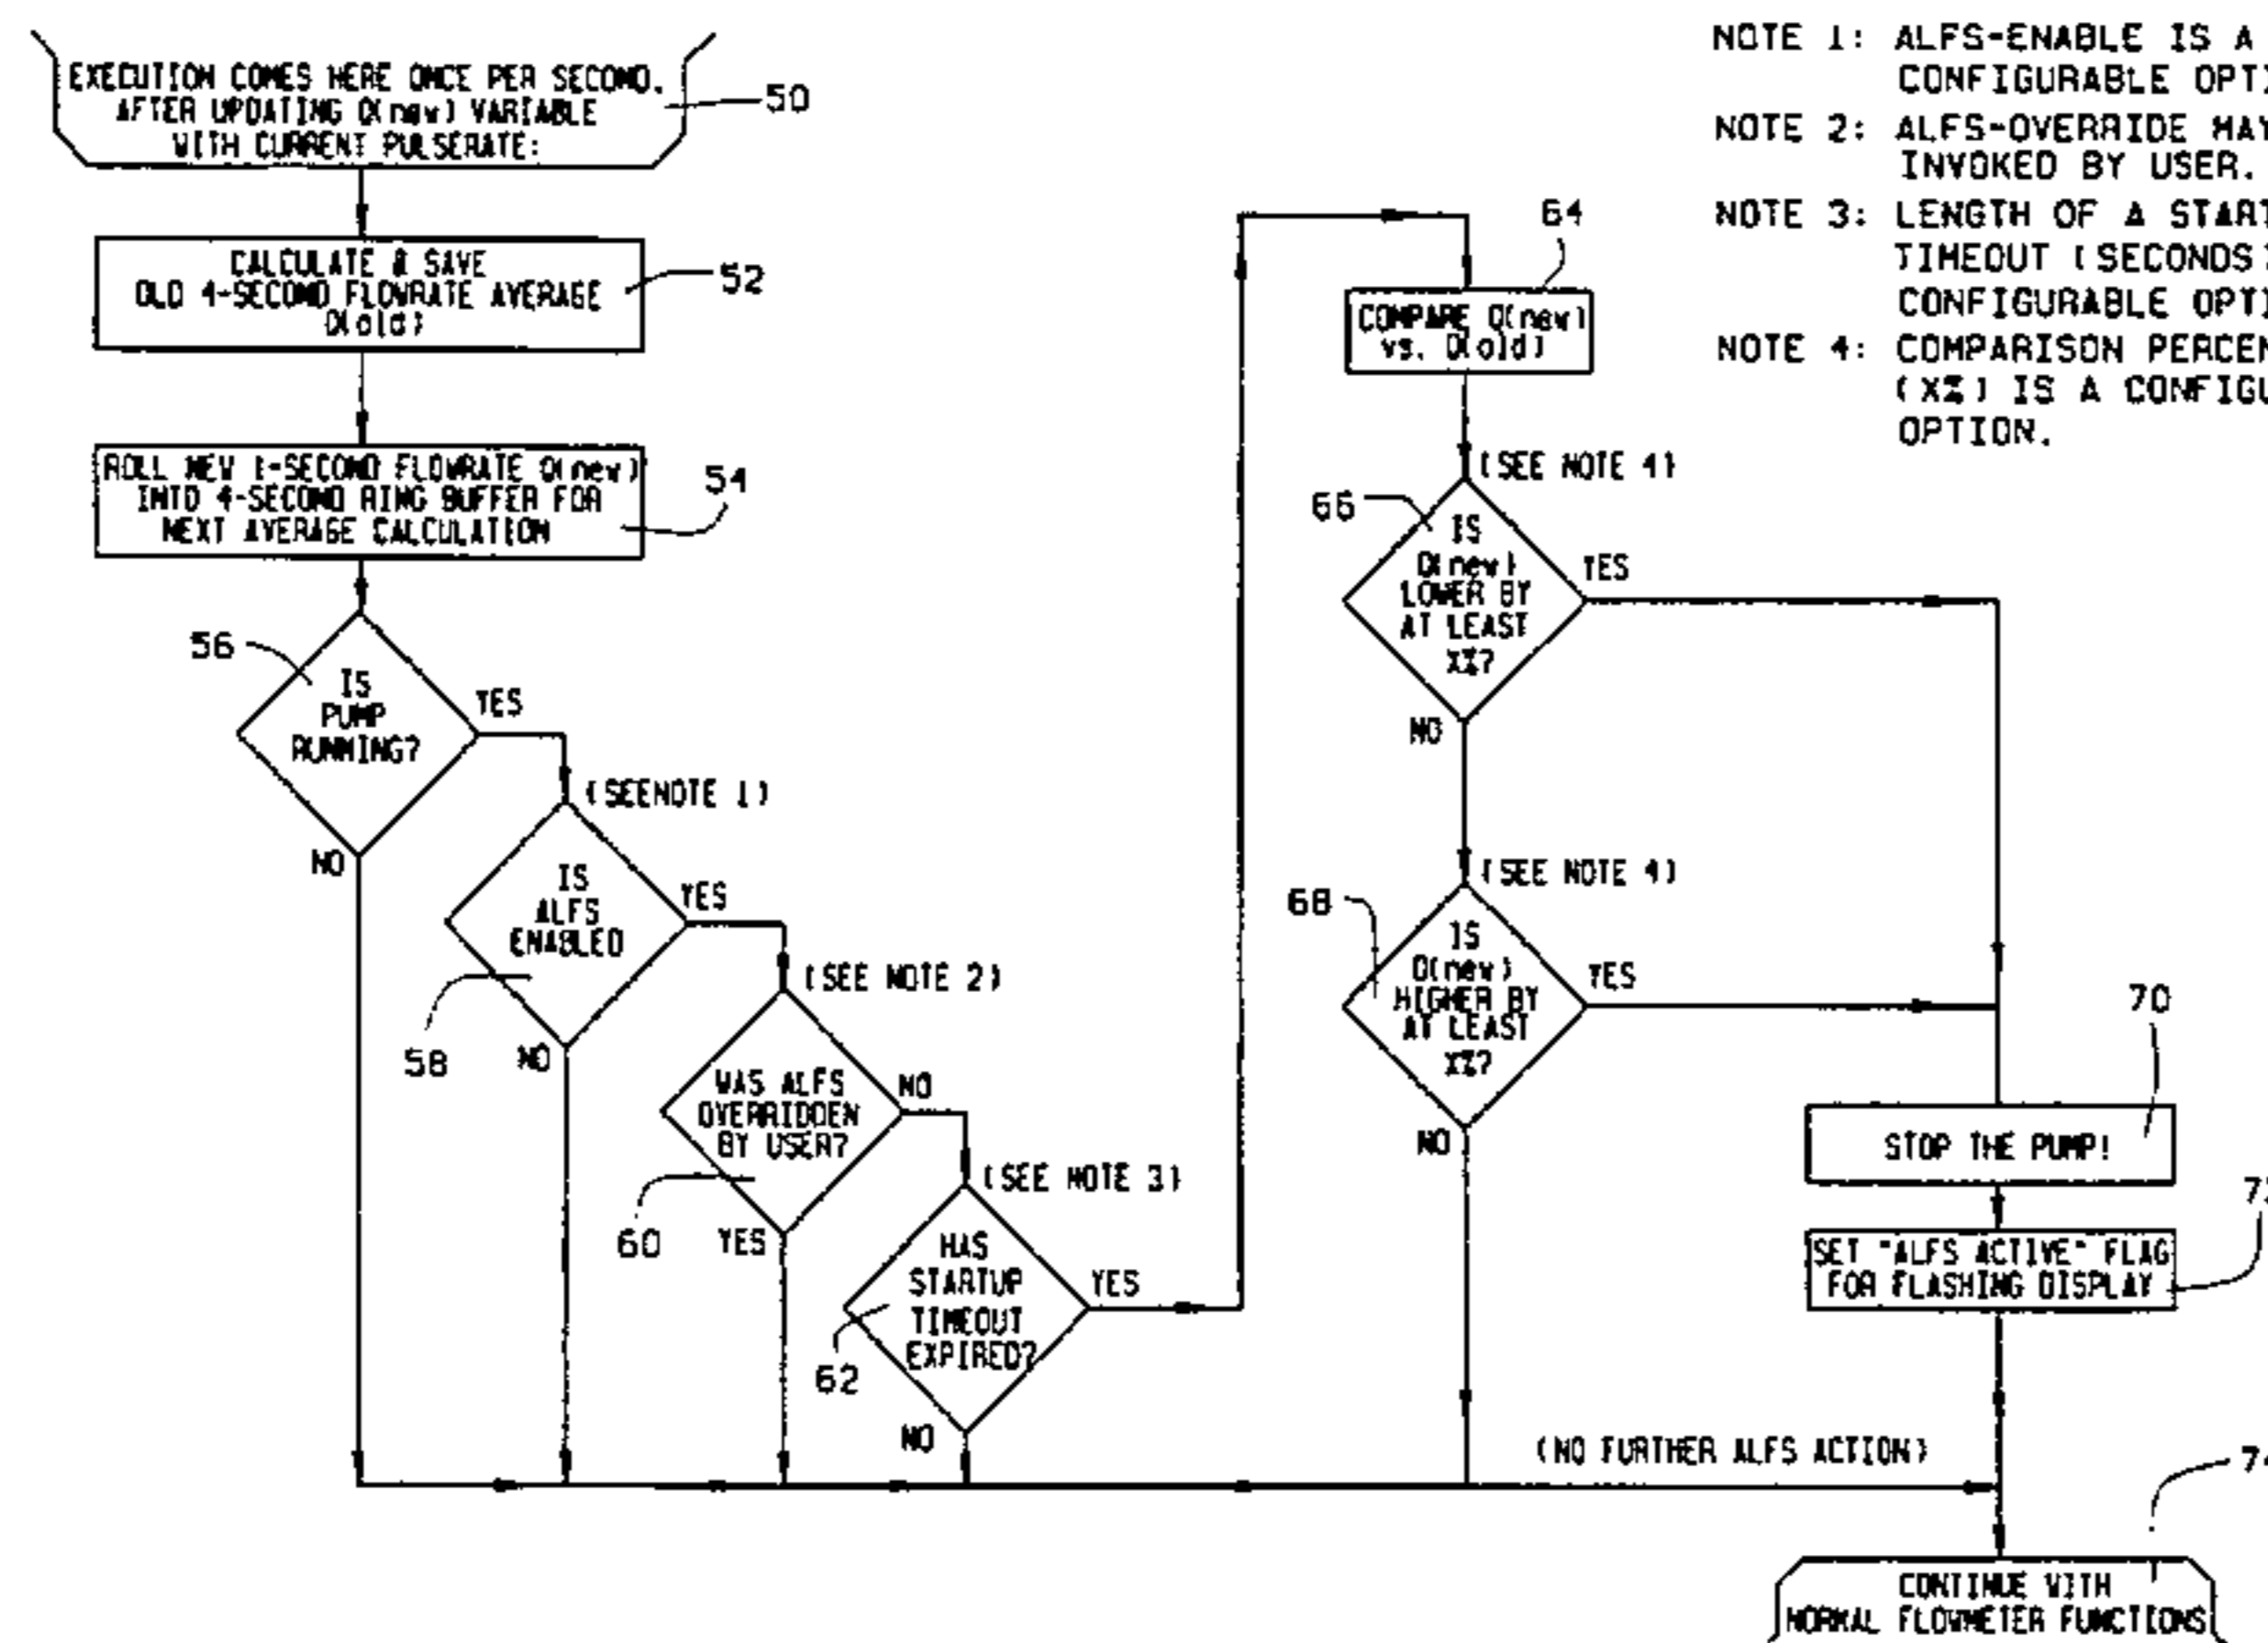 EXECUTION COMES HERE ONCE PER SECOND.
AFTER UPDATING Q(new) VARIABLE
WITH CURRENT PULSERATE:
50
CALCULATE & SAVE
OLD 4-SECOND FLOWRATE AVERAGE
Q(old)
52
ROLL NEW 1-SECOND FLOWRATE Q(new)
INTO 4-SECOND RING BUFFER FOR
NEXT AVERAGE CALCULATION
54
56
IS
PUMP
RUNNING?
YES
NO
(SEENOTE 1)
IS
ALFS
ENABLED
YES
58
NO
(SEE NOTE 2)
WAS ALFS
OVERRIDDEN
BY USER?
NO
60
YES
(SEE NOTE 3)
HAS
STARTUP
TIMEOUT
EXPIRED?
YES
62
NO
64
COMPARE Q(new)
vs. Q(old)
(SEE NOTE 4)
66
IS
Q(new)
LOWER BY
AT LEAST
X%?
YES
NO
(SEE NOTE 4)
68
IS
Q(new)
HIGHER BY
AT LEAST
X%?
YES
NO
70
STOP THE PUMP!
SET "ALFS ACTIVE" FLAG
FOR FLASHING DISPLAY
(NO FURTHER ALFS ACTION)
CONTINUE WITH
NORMAL FLOWMETER FUNCTIONS
NOTE 1: ALFS-ENABLE IS A
CONFIGURABLE OPTI
NOTE 2: ALFS-OVERRIDE MAY
INVOKED BY USER.
NOTE 3: LENGTH OF A START
TIMEOUT (SECONDS)
CONFIGURABLE OPTI
NOTE 4: COMPARISON PERCEN
(X%) IS A CONFIGU
OPTION.